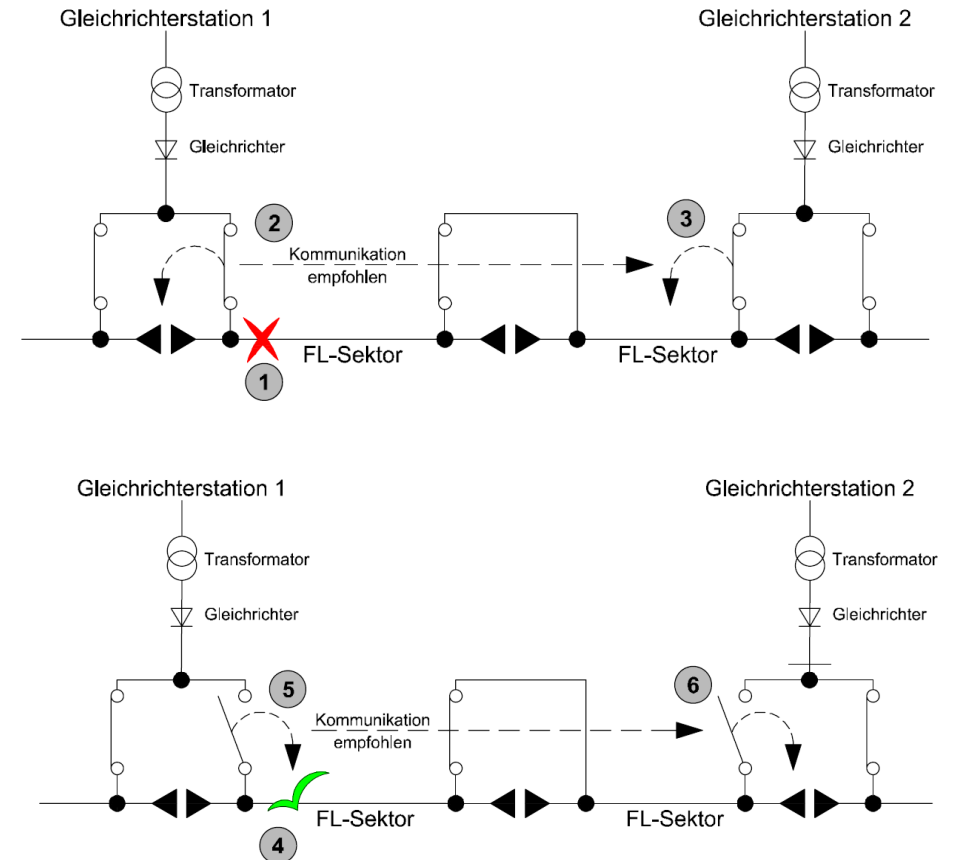 Gleichrichterstation 1
Gleichrichterstation 2
Transformator
Transformator
Gleichrichter
Gleichrichter
2
3
Kommunikation
empfohlen
FL-Sektor
FL-Sektor
1
Gleichrichterstation 1
Gleichrichterstation 2
Transformator
Transformator
Gleichrichter
Gleichrichter
5
6
Kommunikation
empfohlen
FL-Sektor
FL-Sektor
4